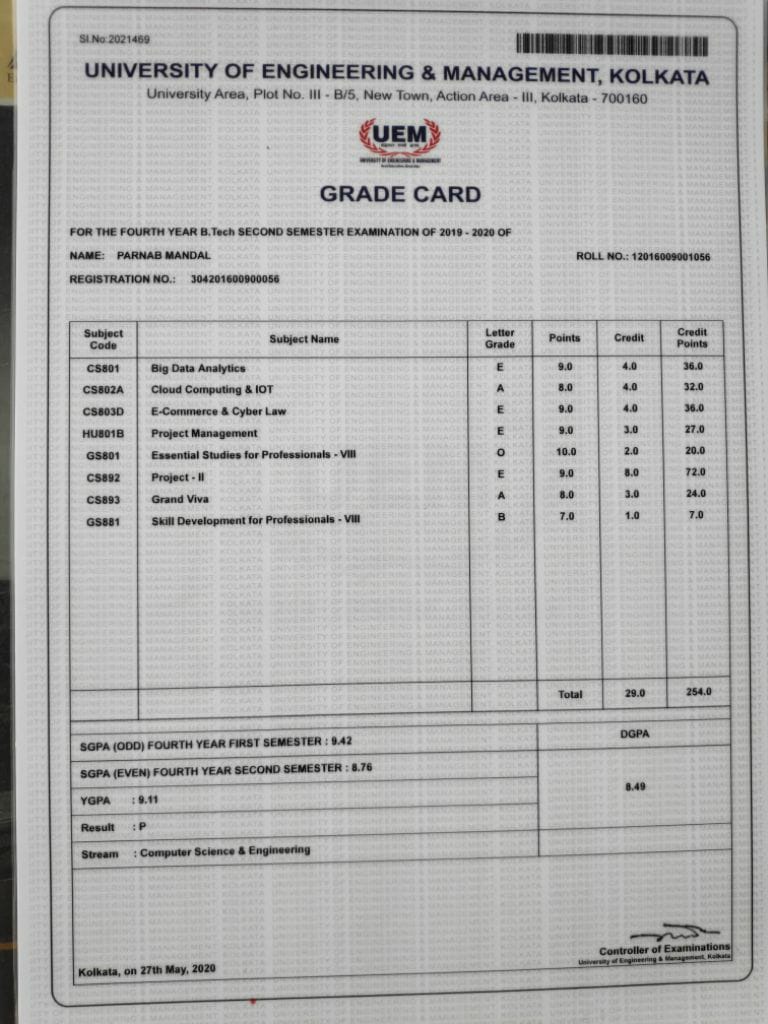 Sl.No:2021469
UNIVERSITY OF ENGINEERING & MANAGEMENT, KOLKATA
University Area, Plot No. III - B/5, New Town, Action Area - III, Kolkata - 700160
UEM
UNIVERSITY OF ENGINEERING & MANAGEMENT
GRADE CARD
FOR THE FOURTH YEAR B.Tech SECOND SEMESTER EXAMINATION OF 2019 - 2020 OF
NAME: PARNAB MANDAL ROLL NO.: 12016009001056
REGISTRATION NO.: 304201600900056
Subject Code Subject Name Letter Grade Points Credit Credit Points
CS801 Big Data Analytics E 9.0 4.0 36.0
CS802A Cloud Computing & IOT A 8.0 4.0 32.0
CS803D E-Commerce & Cyber Law E 9.0 4.0 36.0
HU801B Project Management E 9.0 3.0 27.0
GS801 Essential Studies for Professionals - VIII O 10.0 2.0 20.0
CS892 Project - II E 9.0 8.0 72.0
CS893 Grand Viva A 8.0 3.0 24.0
GS881 Skill Development for Professionals - VIII B 7.0 1.0 7.0
Total 29.0 254.0
SGPA (ODD) FOURTH YEAR FIRST SEMESTER : 9.42 DGPA
SGPA (EVEN) FOURTH YEAR SECOND SEMESTER : 8.76
8.49
YGPA : 9.11
Result : P
Stream : Computer Science & Engineering
Controller of Examinations
University of Engineering & Management, Kolkata
Kolkata, on 27th May, 2020